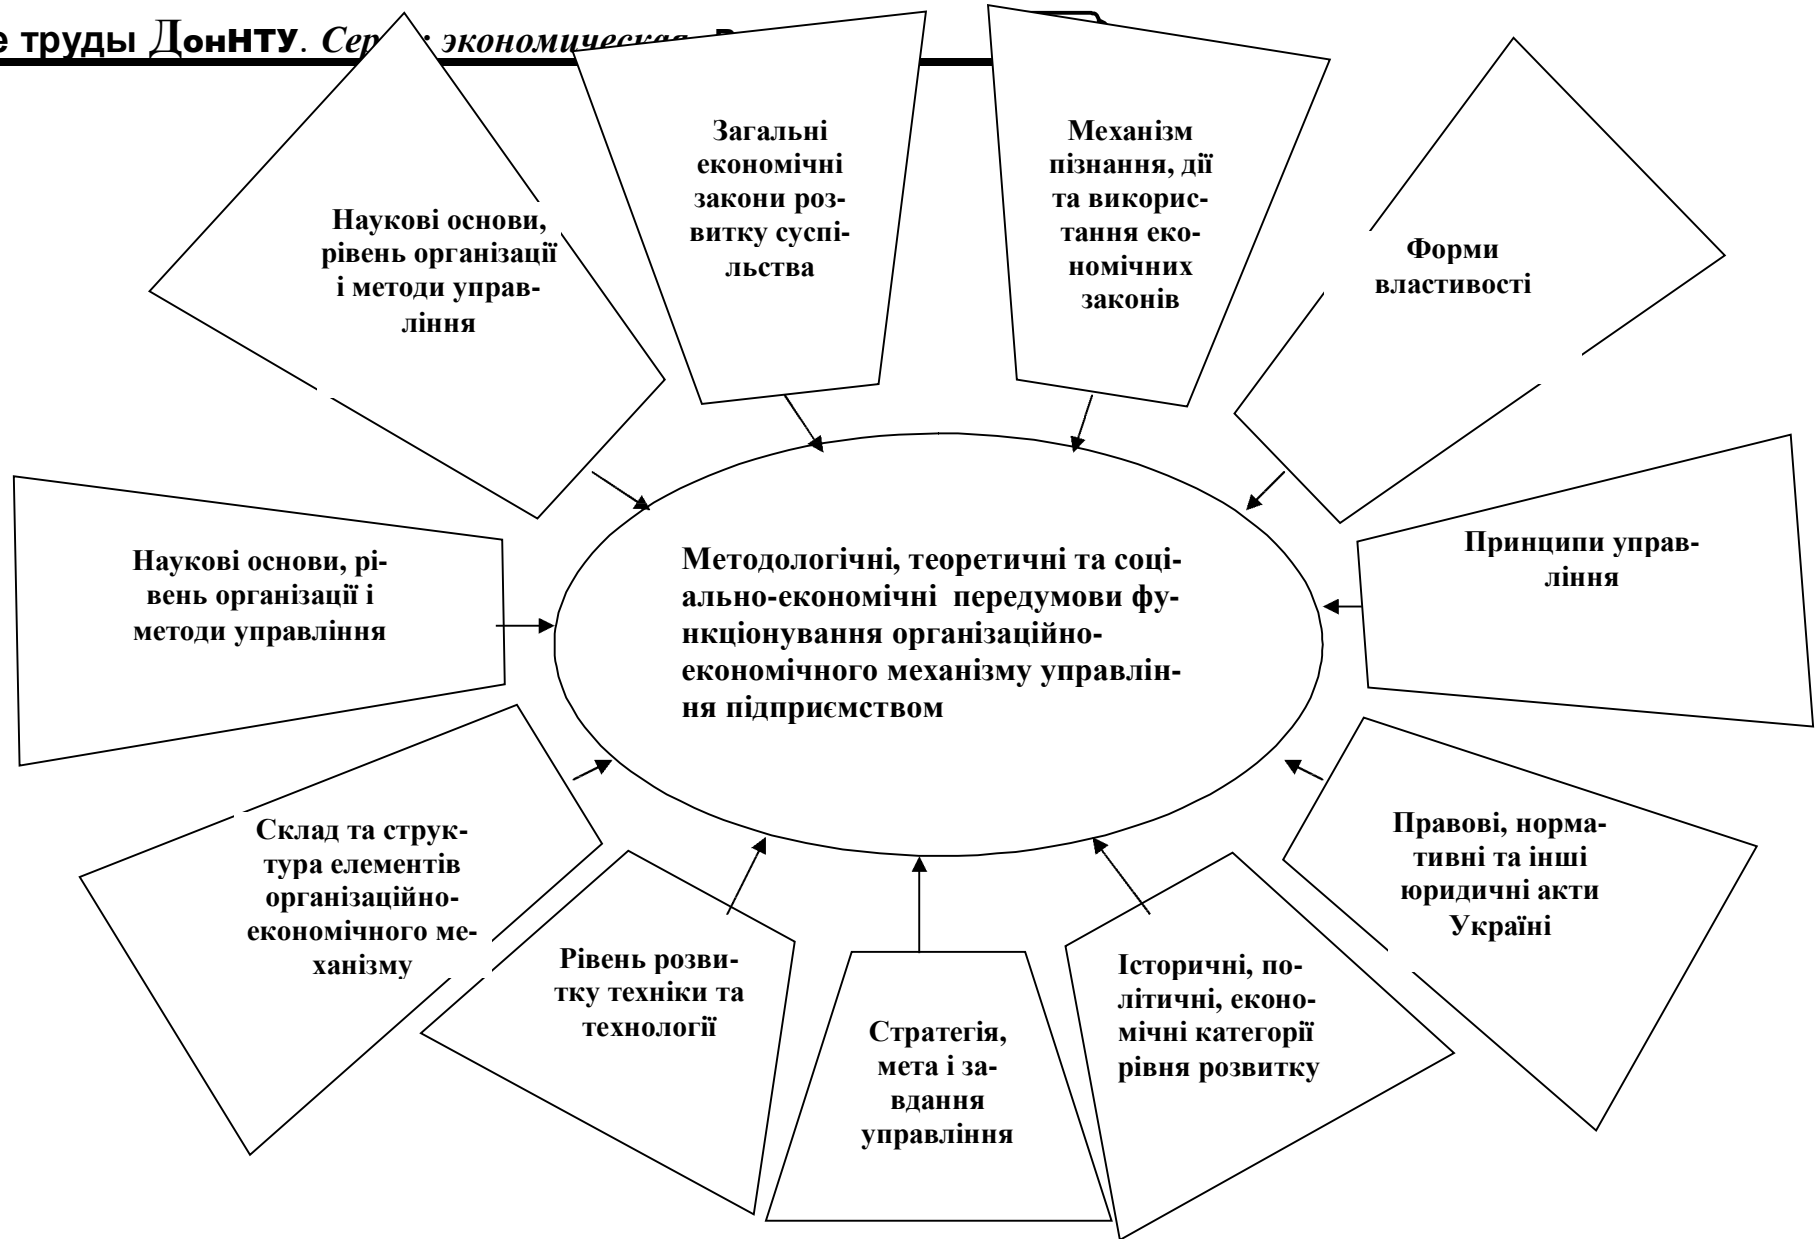 труды ДонНТУ. экономическая
Загальні
економічні
закони роз-
витку суспі-
льства
Механізм
пізнання, дії
та викорис-
тання еко-
номічних
законів
Наукові основи,
рівень організації
і методи управ-
ління
Форми
властивості
Наукові основи, рі-
вень організації і
методи управління
Методологічні, теоретичні та соці-
ально-економічні передумови фу-
нкціонування організаційно-
економічного механізму управлін-
ня підприємством
Принципи управ-
ління
Склад та струк-
тура елементів
організаційно-
економічного ме-
ханізму
Правові, норма-
тивні та інші
юридичні акти
Україні
Рівень розви-
тку техніки та
технології
Стратегія,
мета і за-
вдання
управління
Історичні, по-
літичні, еконо-
мічні категорії
рівня розвитку